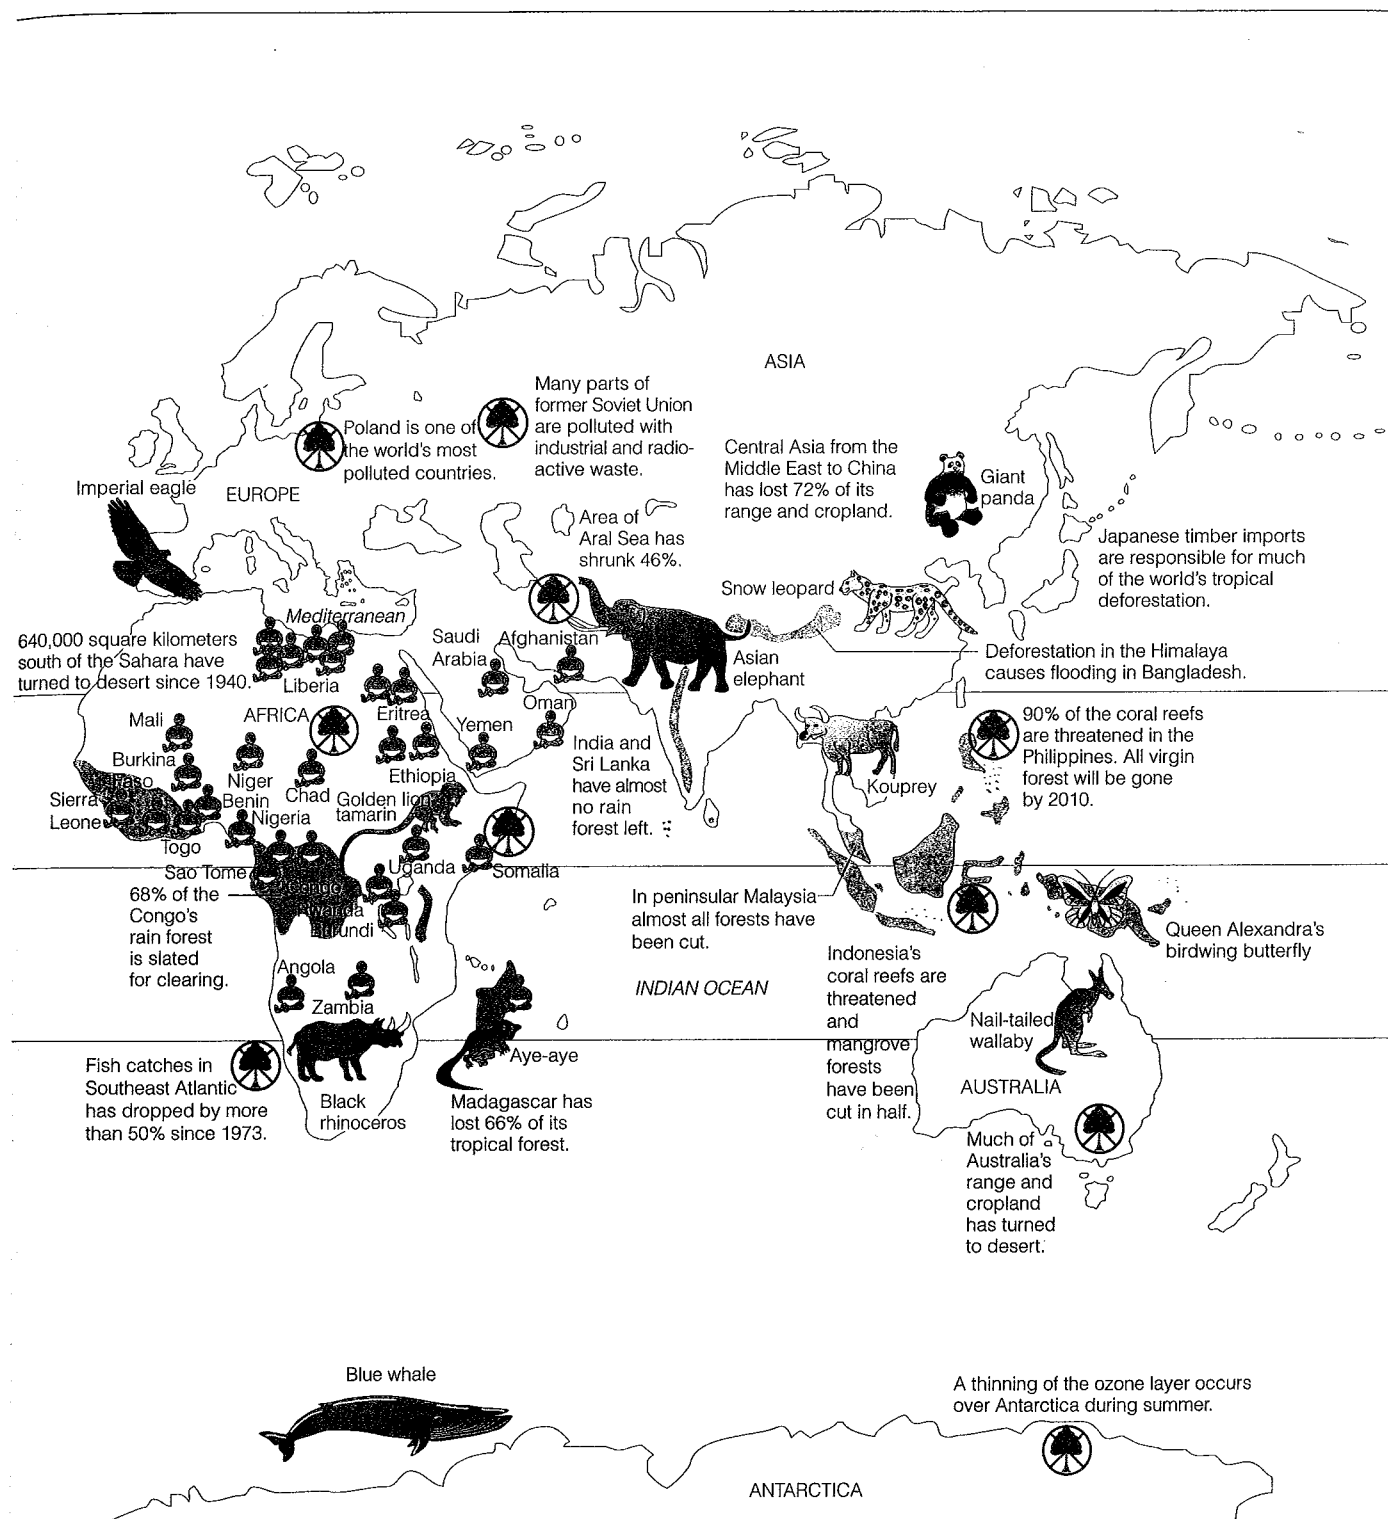 ASIA
Many parts of
former Soviet Union
are polluted with
industrial and radio-
active waste.
Poland is one of
the world's most
polluted countries.
Central Asia from the
Middle East to China
has lost 72% of its
range and cropland.
Giant
panda
Imperial eagle
EUROPE
Area of
Aral Sea has
shrunk 46%.
Japanese timber imports
are responsible for much
of the world's tropical
deforestation.
Snow leopard
Mediterranean
640,000 square kilometers
south of the Sahara have
turned to desert since 1940.
Saudi
Arabia
Afghanistan
Asian
elephant
Deforestation in the Himalaya
causes flooding in Bangladesh.
Liberia
Mali
AFRICA
Eritrea
Yemen
Oman
90% of the coral reefs
are threatened in the
Philippines. All virgin
forest will be gone
by 2010.
India and
Sri Lanka
have almost
no rain
forest left.
Burkina
Faso
Niger
Chad
Ethiopia
Kouprey
Sierra
Leone
Benin
Nigeria
Golden lion
tamarin
Togo
Sao Tome
Uganda
Somalia
68% of the
Congo's
rain forest
is slated
for clearing.
Congo
Rwanda
Burundi
In peninsular Malaysia
almost all forests have
been cut.
Queen Alexandra's
birdwing butterfly
Indonesia's
coral reefs are
threatened
and
mangrove
forests
have been
cut in half.
Angola
Zambia
INDIAN OCEAN
Nail-tailed
wallaby
Fish catches in
Southeast Atlantic
has dropped by more
than 50% since 1973.
Aye-aye
AUSTRALIA
Black
rhinoceros
Madagascar has
lost 66% of its
tropical forest.
Much of
Australia's
range and
cropland
has turned
to desert.
Blue whale
A thinning of the ozone layer occurs
over Antarctica during summer.
ANTARCTICA